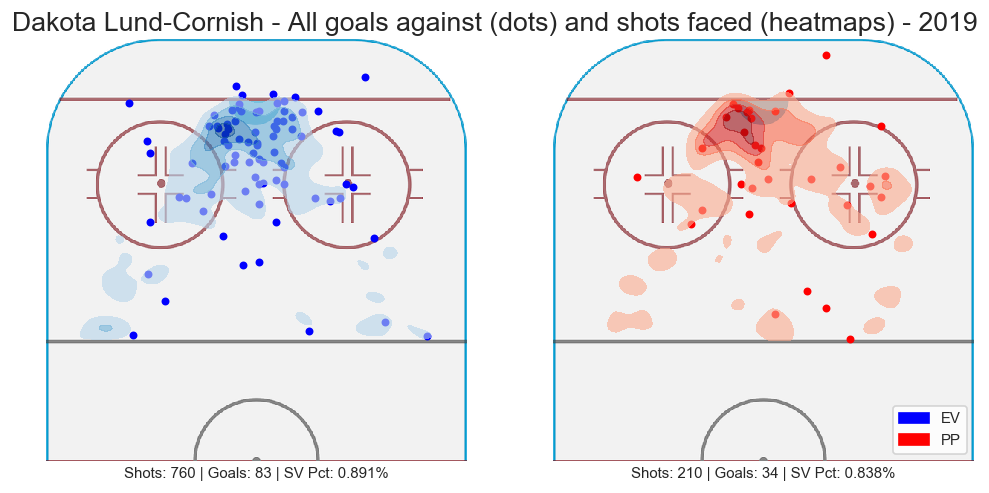 Dakota Lund-Cornish - All goals against (dots) and shots faced (heatmaps) - 2019
EV
PP
Shots: 760 | Goals: 83 | SV Pct: 0.891%
Shots: 210 | Goals: 34 | SV Pct: 0.838%